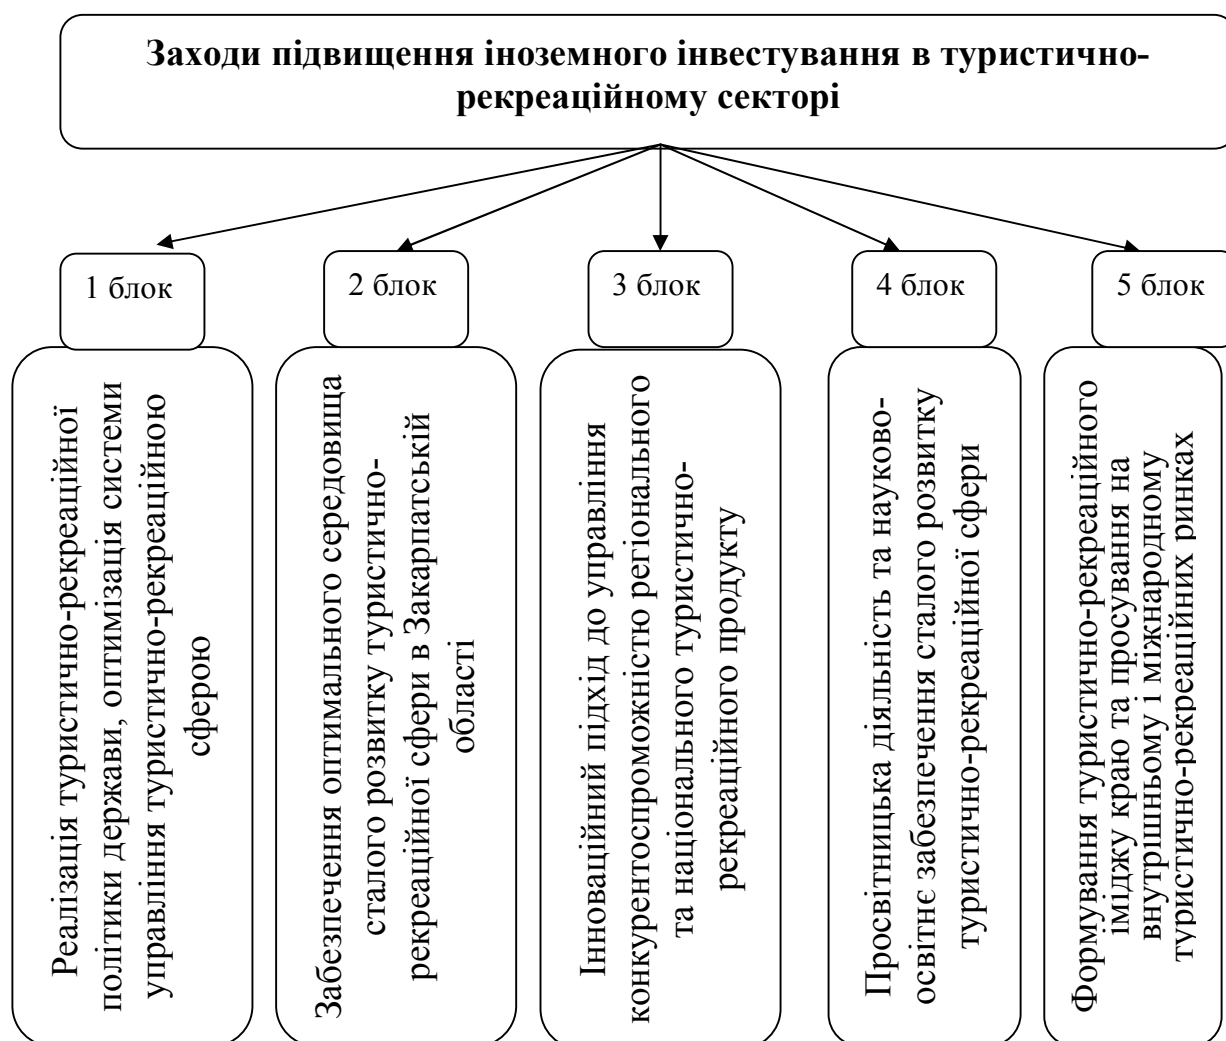 Заходи підвищення іноземного інвестування в туристично-
рекреаційному секторі
1 блок
2 блок
3 блок
4 блок
5 блок
Реалізація туристично-рекреаційної
політики держави, оптимізація системи
управління туристично-рекреаційною
сферою
Забезпечення оптимального середовища
сталого розвитку туристично-
рекреаційної сфери в Закарпатській
області
Інноваційний підхід до управління
конкурентоспроможністю регіонального
та національного туристично-
рекреаційного продукту
Просвітницька діяльність та науково-
освітнє забезпечення сталого розвитку
туристично-рекреаційної сфери
Формування туристично-рекреаційного
іміджу краю та просування на
внутрішньому і міжнародному
туристично-рекреаційних ринках